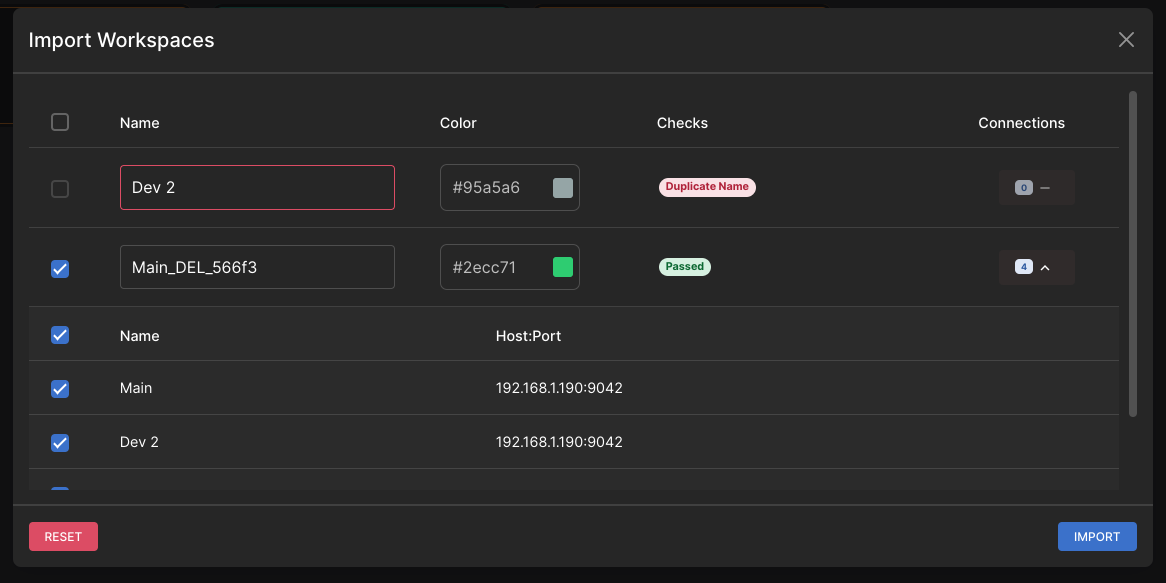 Import Workspaces
Name Color Checks Connections
Dev 2 #95a5a6 Duplicate Name 0
Main_DEL_566f3 #2ecc71 Passed 4
Name Host:Port
Main 192.168.1.190:9042
Dev 2 192.168.1.190:9042
RESET IMPORT